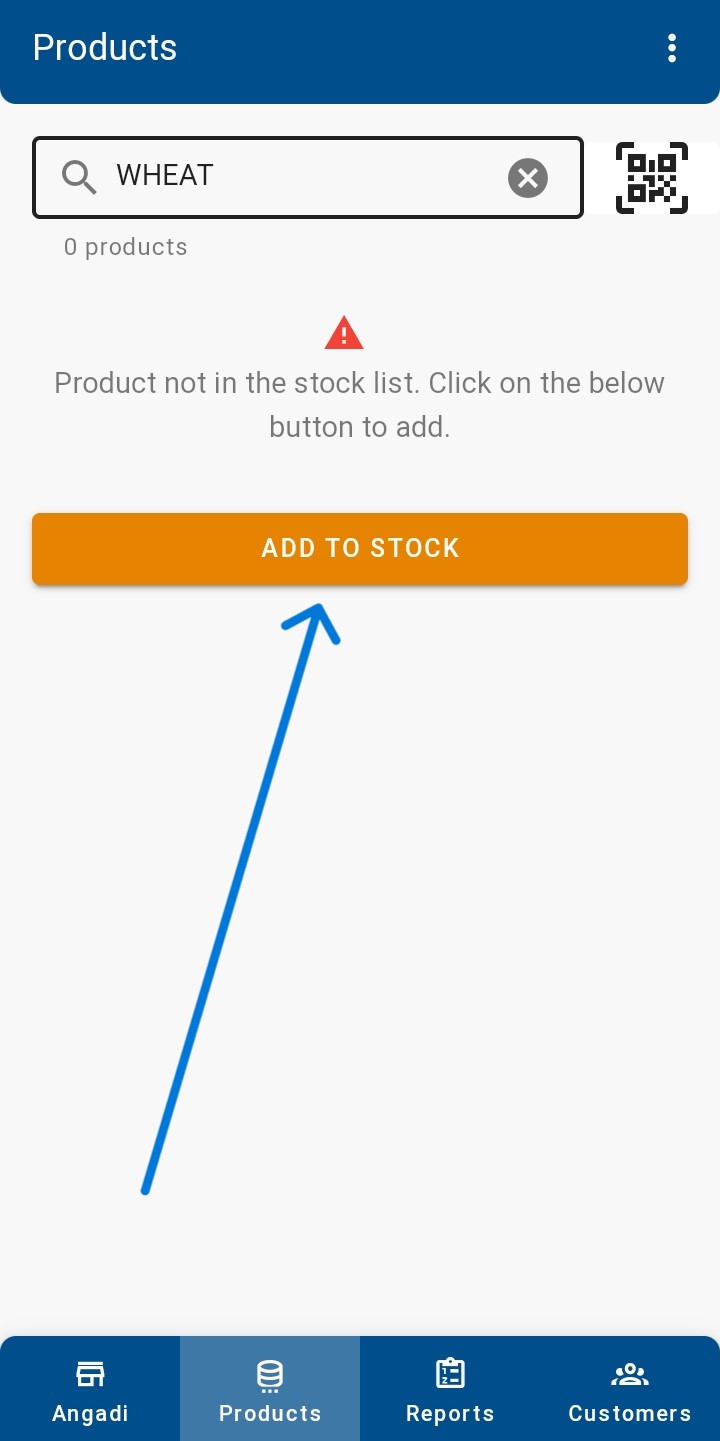 Products
WHEAT
0 products
Product not in the stock list. Click on the below
button to add.
ADD TO STOCK
Angadi
Products
Reports
Customers